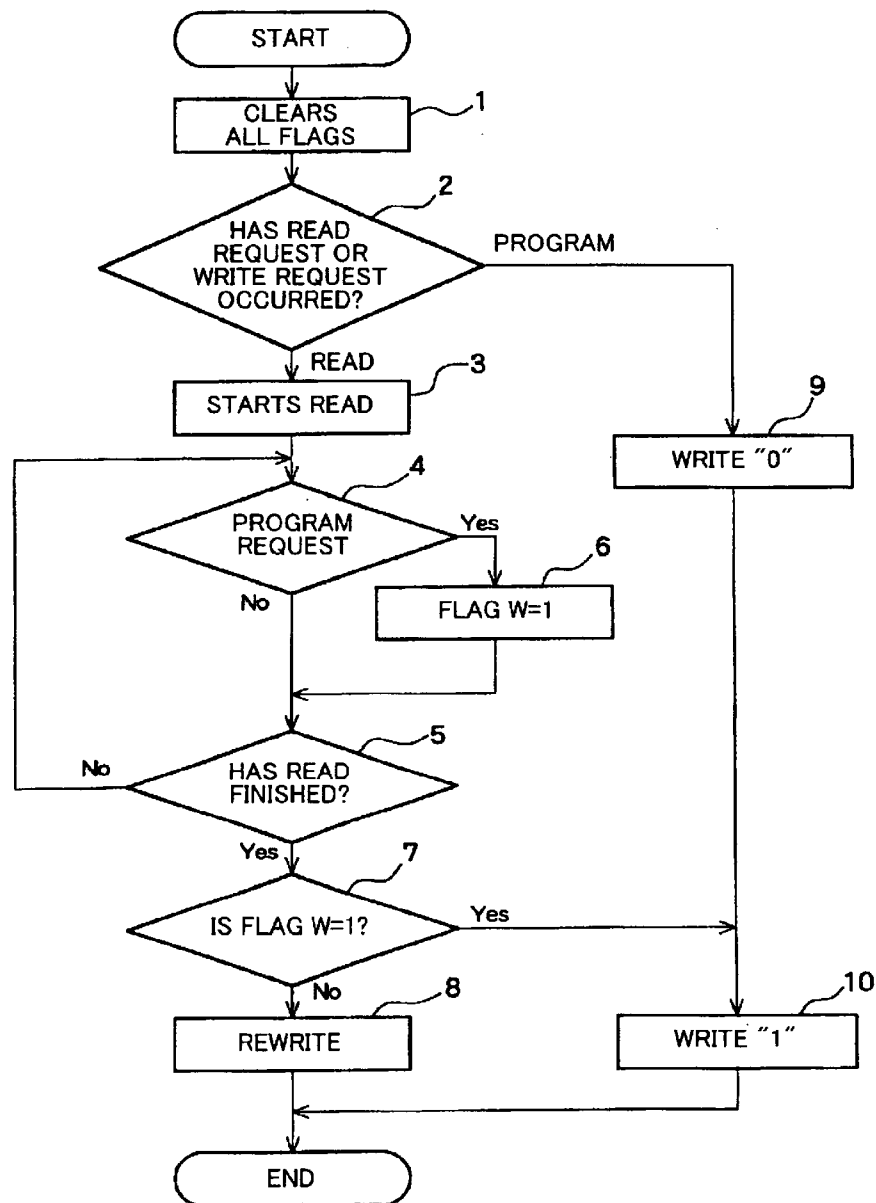 START
1
CLEARS
ALL FLAGS
2
HAS READ
REQUEST OR
WRITE REQUEST
OCCURRED?
PROGRAM
READ
3
STARTS READ
9
WRITE "0"
4
PROGRAM
REQUEST
Yes
No
6
FLAG W=1
5
HAS READ
FINISHED?
No
Yes
7
IS FLAG W=1?
Yes
No
8
REWRITE
10
WRITE "1"
END